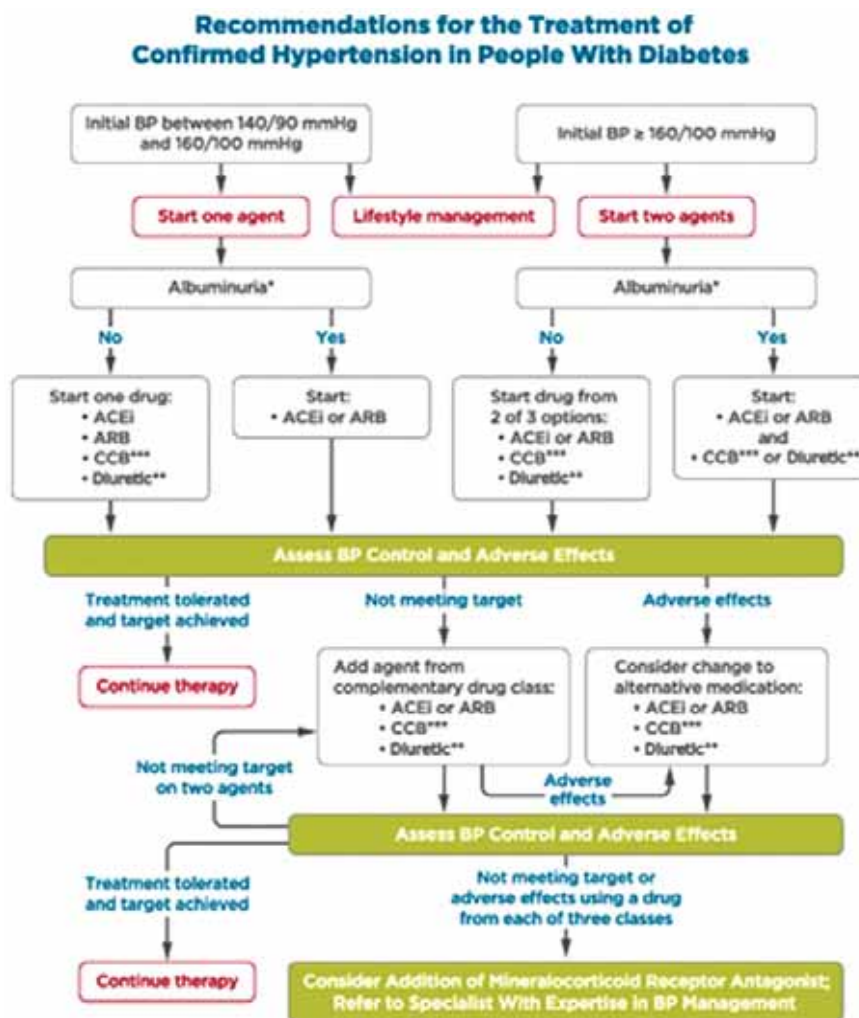 Recommendations for the Treatment of
Confirmed Hypertension in People With Diabetes
Initial BP between 140/90 mmHg
and 160/100 mmHg
Initial BP ≥ 160/100 mmHg
Start one agent
Lifestyle management
Start two agents
Albuminuria*
Albuminuria*
No
Yes
No
Yes
Start one drug:
• ACEi
• ARB
• CCB***
• Diuretic**
Start:
• ACEi or ARB
Start drug from
2 of 3 options:
• ACEi or ARB
• CCB***
• Diuretic**
Start:
• ACEi or ARB
and
• CCB*** or Diuretic**
Assess BP Control and Adverse Effects
Treatment tolerated
and target achieved
Not meeting target
Adverse effects
Continue therapy
Add agent from
complementary drug class:
• ACEi or ARB
• CCB***
• Diuretic**
Consider change to
alternative medication:
• ACEi or ARB
• CCB***
• Diuretic**
Not meeting target
on two agents
Adverse
effects
Assess BP Control and Adverse Effects
Treatment tolerated
and target achieved
Not meeting target or
adverse effects using a drug
from each of three classes
Continue therapy
Consider Addition of Mineralocorticoid Receptor Antagonist;
Refer to Specialist With Expertise in BP Management